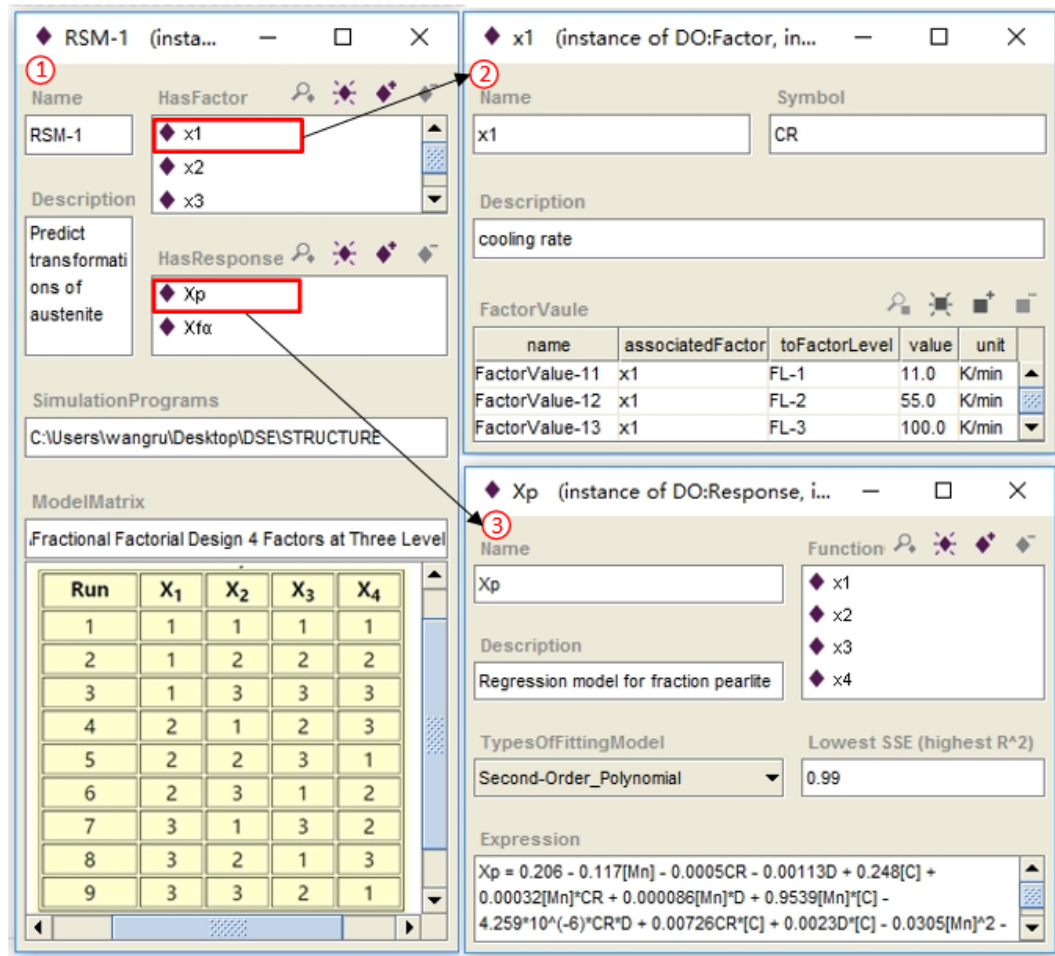 RSM-1 (insta...
①
Name HasFactor
RSM-1
x1
x2
x3
Description
Predict
transformati
ons of
austenite
HasResponse
Xp
Xfα
SimulationPrograms
C:\Users\wangru\Desktop\DSE\STRUCTURE
ModelMatrix
Fractional Factorial Design 4 Factors at Three Level
Run X1 X2 X3 X4
1 1 1 1 1
2 1 2 2 2
3 1 3 3 3
4 2 1 2 3
5 2 2 3 1
6 2 3 1 2
7 3 1 3 2
8 3 2 1 3
9 3 3 2 1
x1 (instance of DO:Factor, in...
②
Name Symbol
x1 CR
Description
cooling rate
FactorVaule
name associatedFactor toFactorLevel value unit
FactorValue-11 x1 FL-1 11.0 K/min
FactorValue-12 x1 FL-2 55.0 K/min
FactorValue-13 x1 FL-3 100.0 K/min
Xp (instance of DO:Response, i...
③
Name Function
Xp
x1
x2
x3
x4
Description
Regression model for fraction pearlite
TypesOfFittingModel Lowest SSE (highest R^2)
Second-Order_Polynomial 0.99
Expression
Xp = 0.206 - 0.117[Mn] - 0.0005CR - 0.00113D + 0.248[C] +
0.00032[Mn]*CR + 0.000086[Mn]*D + 0.9539[Mn]*[C] -
4.259*10^(-6)*CR*D + 0.00726CR*[C] + 0.0023D*[C] - 0.0305[Mn]^2 -